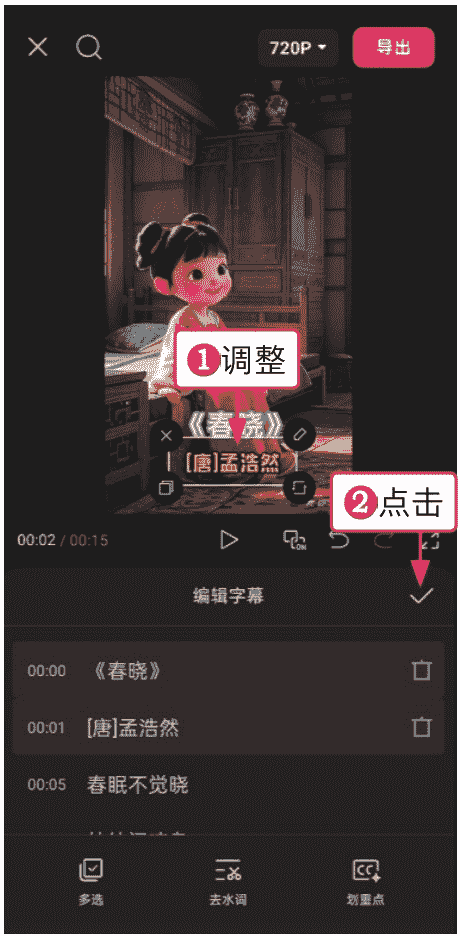 720P
导出
1 调整
《春晓》
[唐]孟浩然
2 点击
00:02 / 00:15
ON
编辑字幕
00:00 《春晓》
00:01 [唐]孟浩然
00:05 春眠不觉晓
多选
去水词
CC
划重点